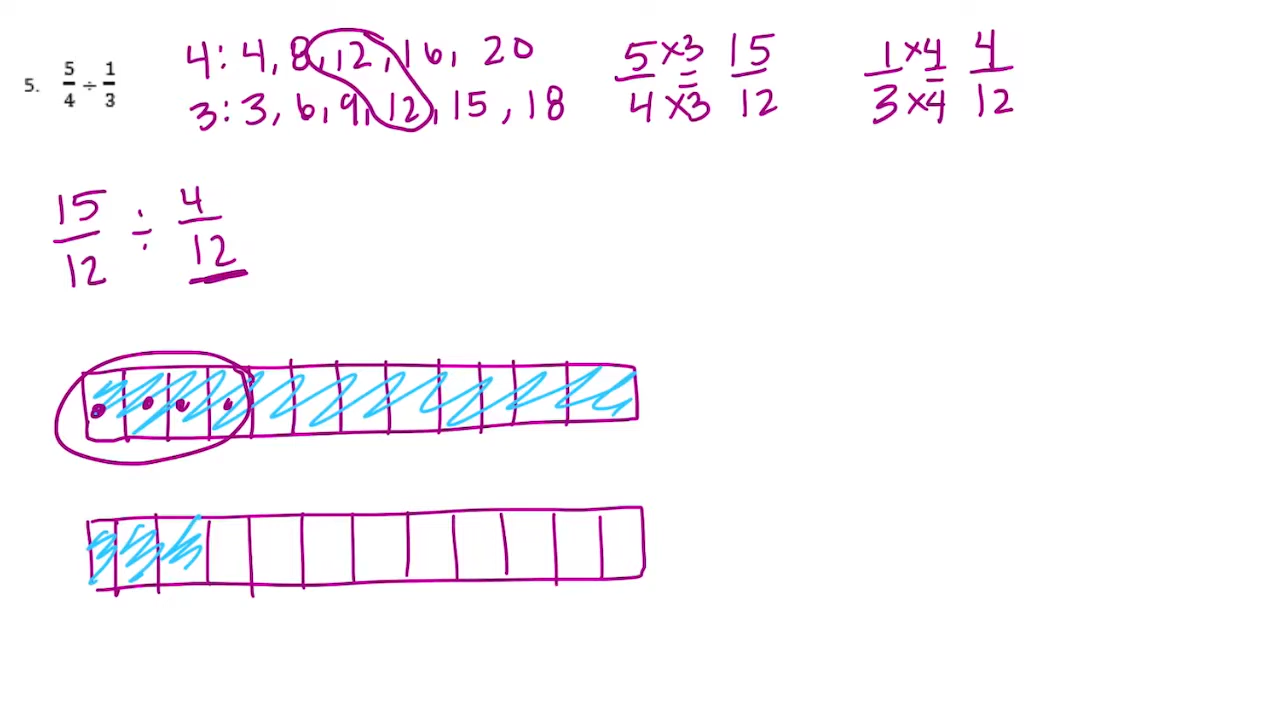 5. 5/4 ÷ 1/3
4: 4, 8, 12, 16, 20
3: 3, 6, 9, 12, 15, 18
5/4 ×3/×3 = 15/12
1/3 ×4/×4 = 4/12
15/12 ÷ 4/12